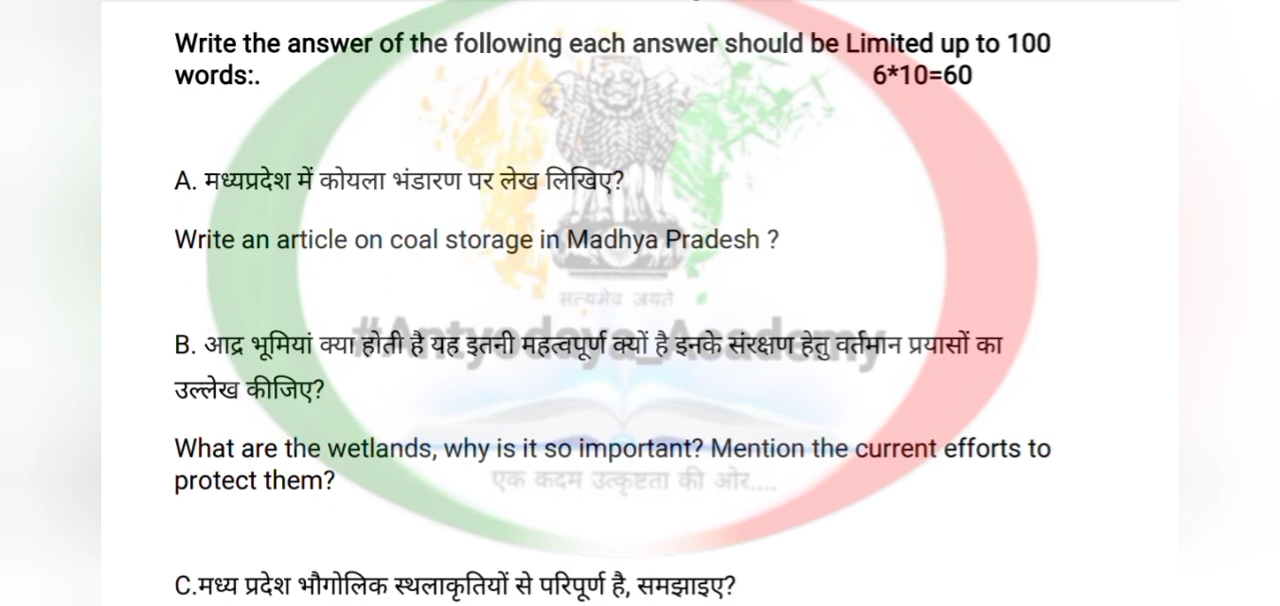 Write the answer of the following each answer should be Limited up to 100
words:. 6*10=60
A. मध्यप्रदेश में कोयला भंडारण पर लेख लिखिए?
Write an article on coal storage in Madhya Pradesh ?
सत्यमेव जयते
#Antyodaya_Academy
B. आद्र भूमियां क्या होती है यह इतनी महत्वपूर्ण क्यों है इनके संरक्षण हेतु वर्तमान प्रयासों का
उल्लेख कीजिए?
What are the wetlands, why is it so important? Mention the current efforts to
protect them?
एक कदम उत्कृष्टता की ओर....
C.मध्य प्रदेश भौगोलिक स्थलाकृतियों से परिपूर्ण है, समझाइए?